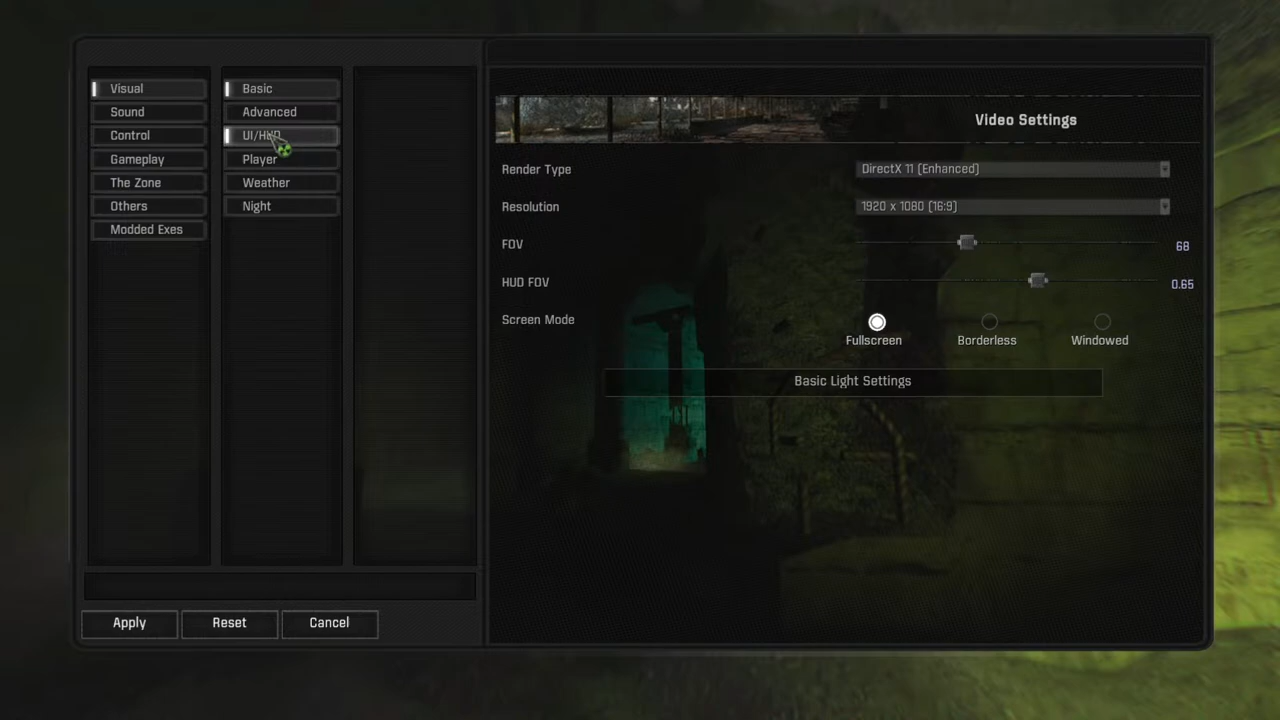 Visual
Sound
Control
Gameplay
The Zone
Others
Modded Exes
Basic
Advanced
UI/HUD
Player
Weather
Night
Video Settings
Render Type
DirectX 11 (Enhanced)
Resolution
1920 x 1080 (16:9)
FOV
68
HUD FOV
0.65
Screen Mode
Fullscreen
Borderless
Windowed
Basic Light Settings
Apply
Reset
Cancel